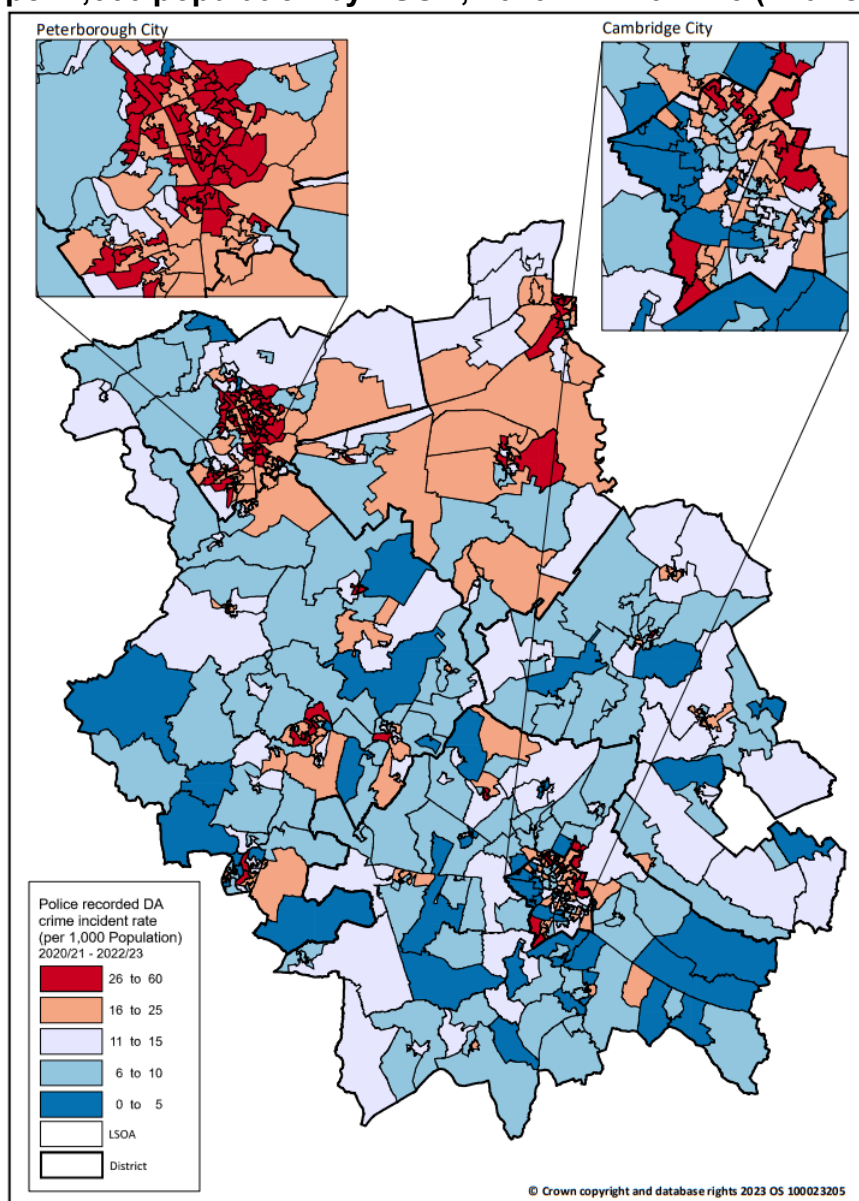 Peterborough City
Cambridge City
Police recorded DA
crime incident rate
(per 1,000 Population)
2020/21 - 2022/23
26 to 60
16 to 25
11 to 15
6 to 10
0 to 5
LSOA
District
© Crown copyright and database rights 2023 OS 100023205